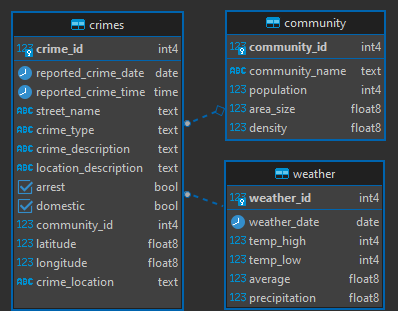 crimes
123 crime_id int4
reported_crime_date date
reported_crime_time time
ABC street_name text
ABC crime_type text
ABC crime_description text
ABC location_description text
arrest bool
domestic bool
123 community_id int4
123 latitude float8
123 longitude float8
ABC crime_location text
community
123 community_id int4
ABC community_name text
123 population int4
123 area_size float8
123 density float8
weather
123 weather_id int4
weather_date date
123 temp_high int4
123 temp_low int4
123 average float8
123 precipitation float8